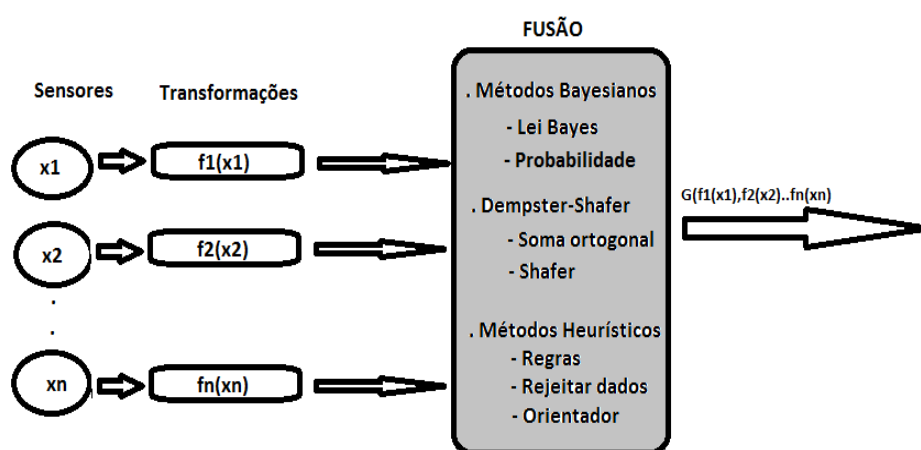 FUSÃO
Sensores
Transformações
x1
f1(x1)
x2
f2(x2)
.
.
xn
fn(xn)
. Métodos Bayesianos
- Lei Bayes
- Probabilidade
. Dempster-Shafer
- Soma ortogonal
- Shafer
. Métodos Heurísticos
- Regras
- Rejeitar dados
- Orientador
G(f1(x1),f2(x2)..fn(xn)